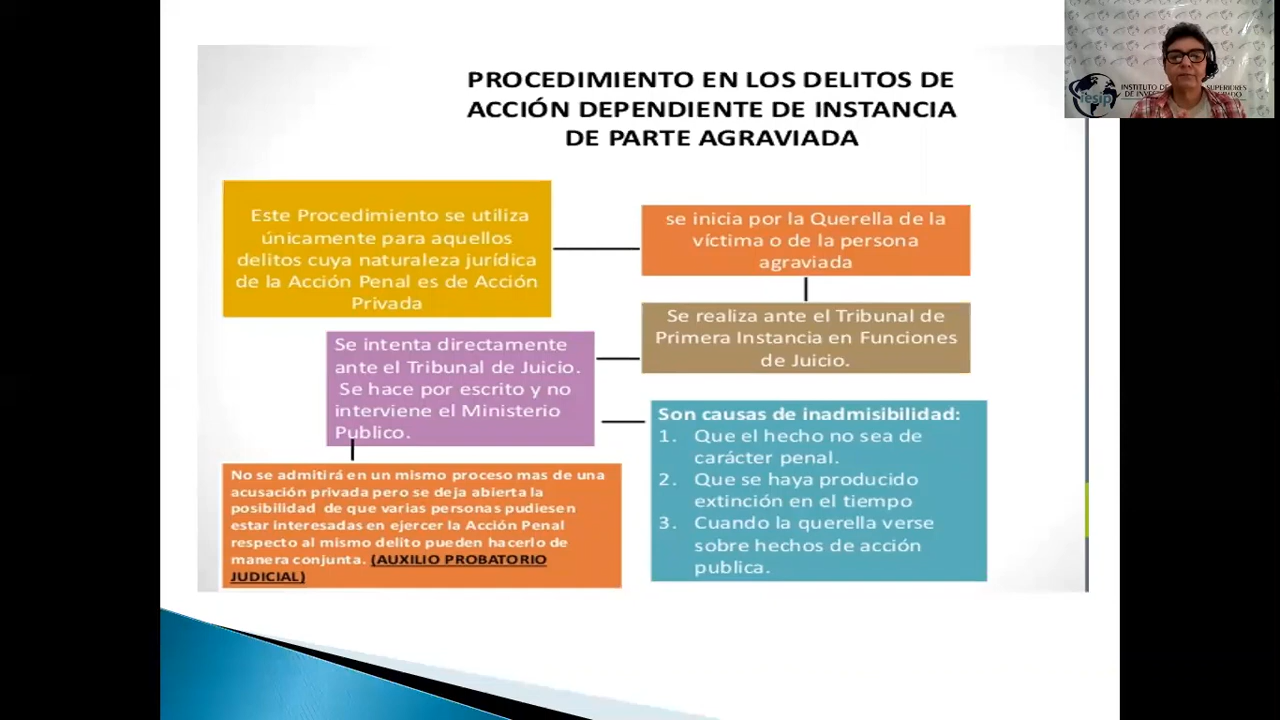 PROCEDIMIENTO EN LOS DELITOS DE
ACCIÓN DEPENDIENTE DE INSTANCIA
DE PARTE AGRAVIADA
Este Procedimiento se utiliza
únicamente para aquellos
delitos cuya naturaleza jurídica
de la Acción Penal es de Acción
Privada
se inicia por la Querella de la
víctima o de la persona
agraviada
Se realiza ante el Tribunal de
Primera Instancia en Funciones
de Juicio.
Se intenta directamente
ante el Tribunal de Juicio.
Se hace por escrito y no
interviene el Ministerio
Publico.
Son causas de inadmisibilidad:
1. Que el hecho no sea de
carácter penal.
2. Que se haya producido
extinción en el tiempo
3. Cuando la querella verse
sobre hechos de acción
publica.
No se admitirá en un mismo proceso mas de una
acusación privada pero se deja abierta la
posibilidad de que varias personas pudiesen
estar interesadas en ejercer la Acción Penal
respecto al mismo delito pueden hacerlo de
manera conjunta. (AUXILIO PROBATORIO
JUDICIAL)
iesip
INSTITUTO DE SUPERIORES